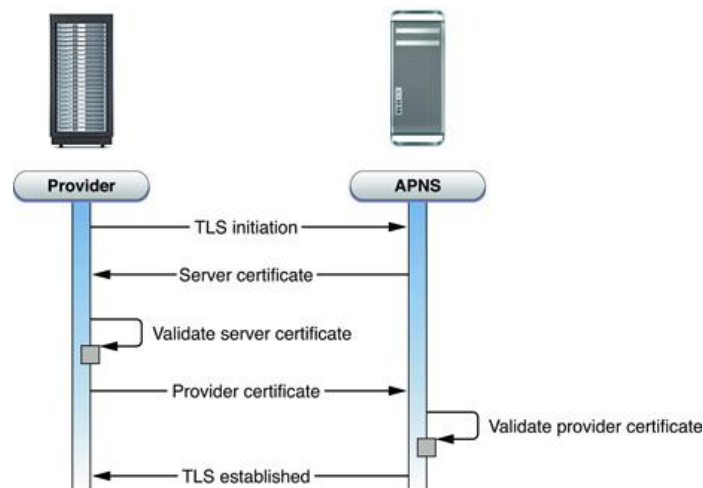 Provider
APNS
TLS initiation
Server certificate
Validate server certificate
Provider certificate
Validate provider certificate
TLS established